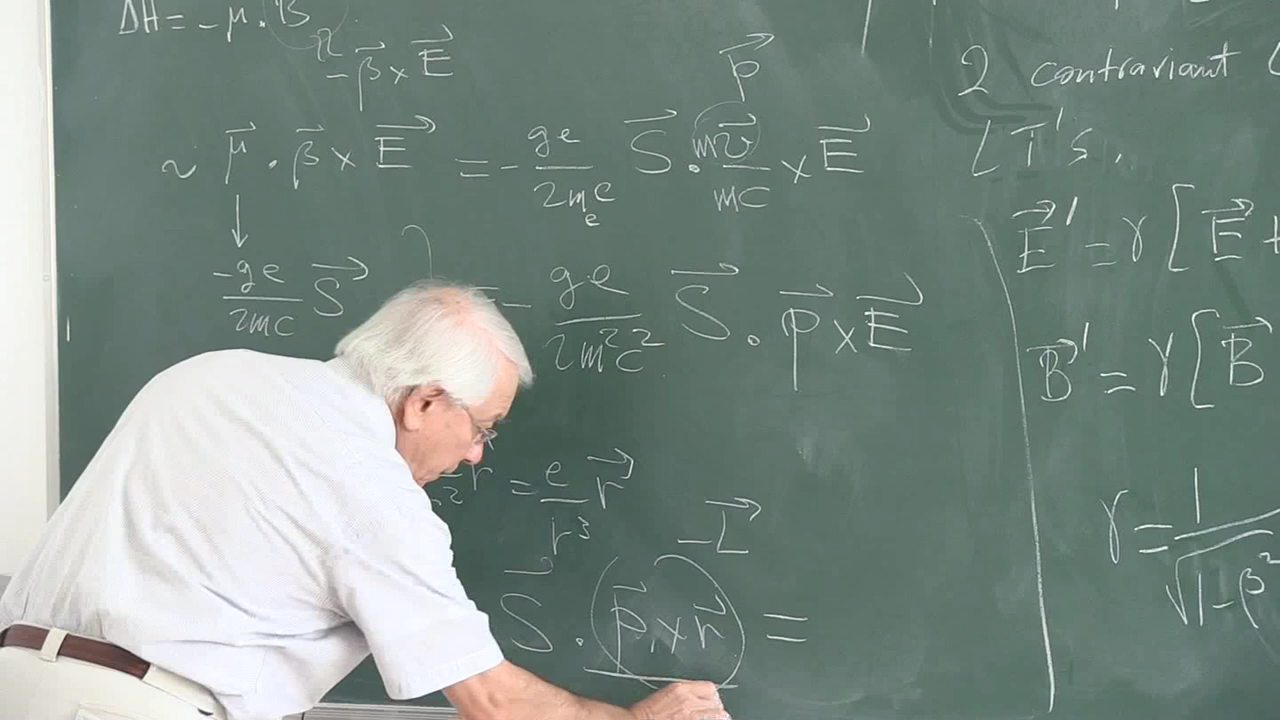 ΔH = -μ⃗ · B⃗
≈ -β⃗ × E⃗
p⃗
~ μ⃗ · β⃗ × E⃗ = - ge/2mₑc S⃗ · mv⃗/mc × E⃗
-ge/2mc S⃗
= - ge/2m²c² S⃗ · p⃗ × E⃗
r = e/r³ r⃗
-L⃗
S⃗ · (p⃗ × r⃗) =
2 contravariant
LT's.
E⃗' = γ[E⃗ +
B⃗' = γ[B⃗
γ = 1/√1-β²